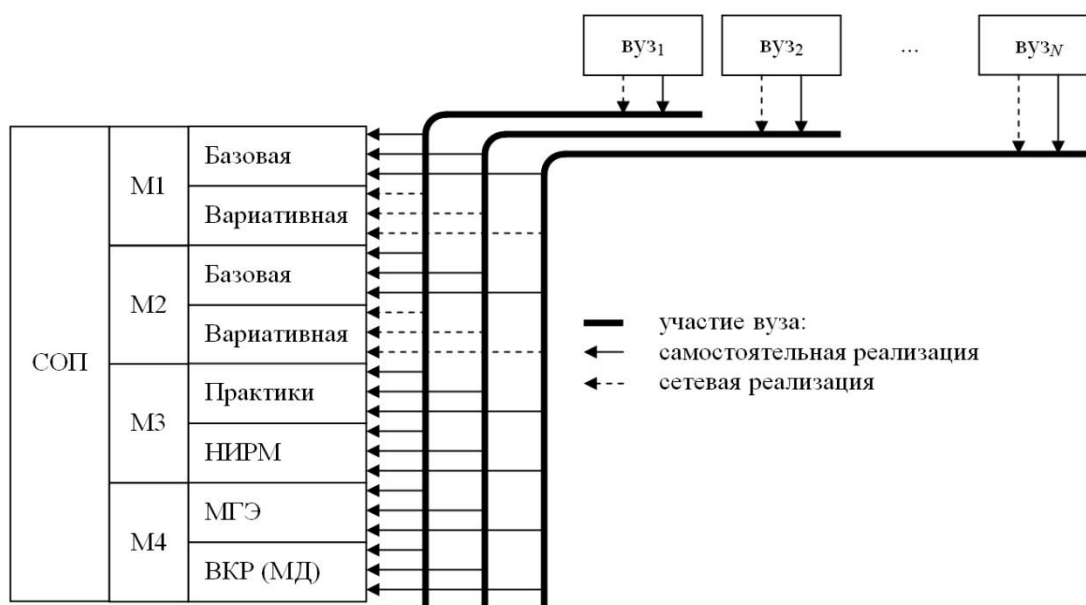 вуз1
вуз2
...
вузN
СОП
М1
Базовая
Вариативная
М2
Базовая
Вариативная
М3
Практики
НИРМ
М4
МГЭ
ВКР (МД)
участие вуза:
самостоятельная реализация
сетевая реализация